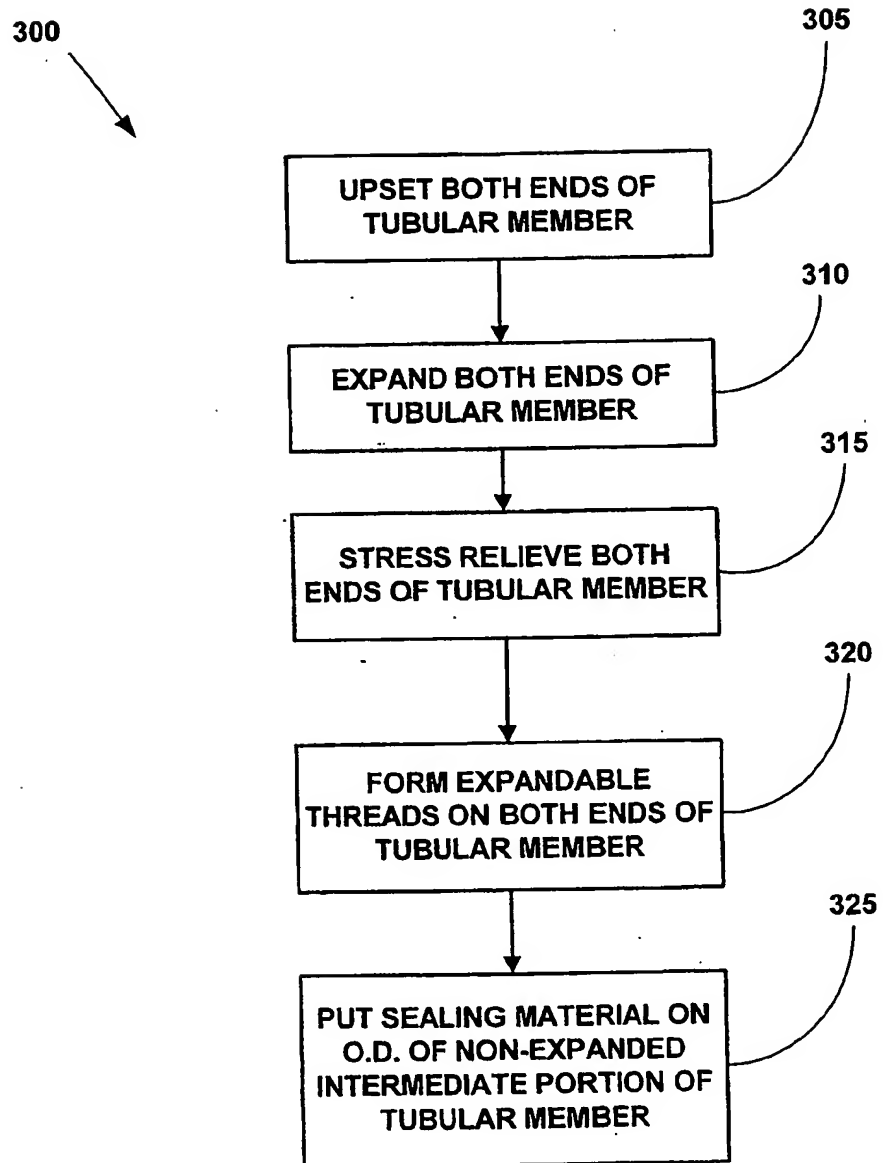 300
305
UPSET BOTH ENDS OF
TUBULAR MEMBER
310
EXPAND BOTH ENDS OF
TUBULAR MEMBER
315
STRESS RELIEVE BOTH
ENDS OF TUBULAR MEMBER
320
FORM EXPANDABLE
THREADS ON BOTH ENDS OF
TUBULAR MEMBER
325
PUT SEALING MATERIAL ON
O.D. OF NON-EXPANDED
INTERMEDIATE PORTION OF
TUBULAR MEMBER